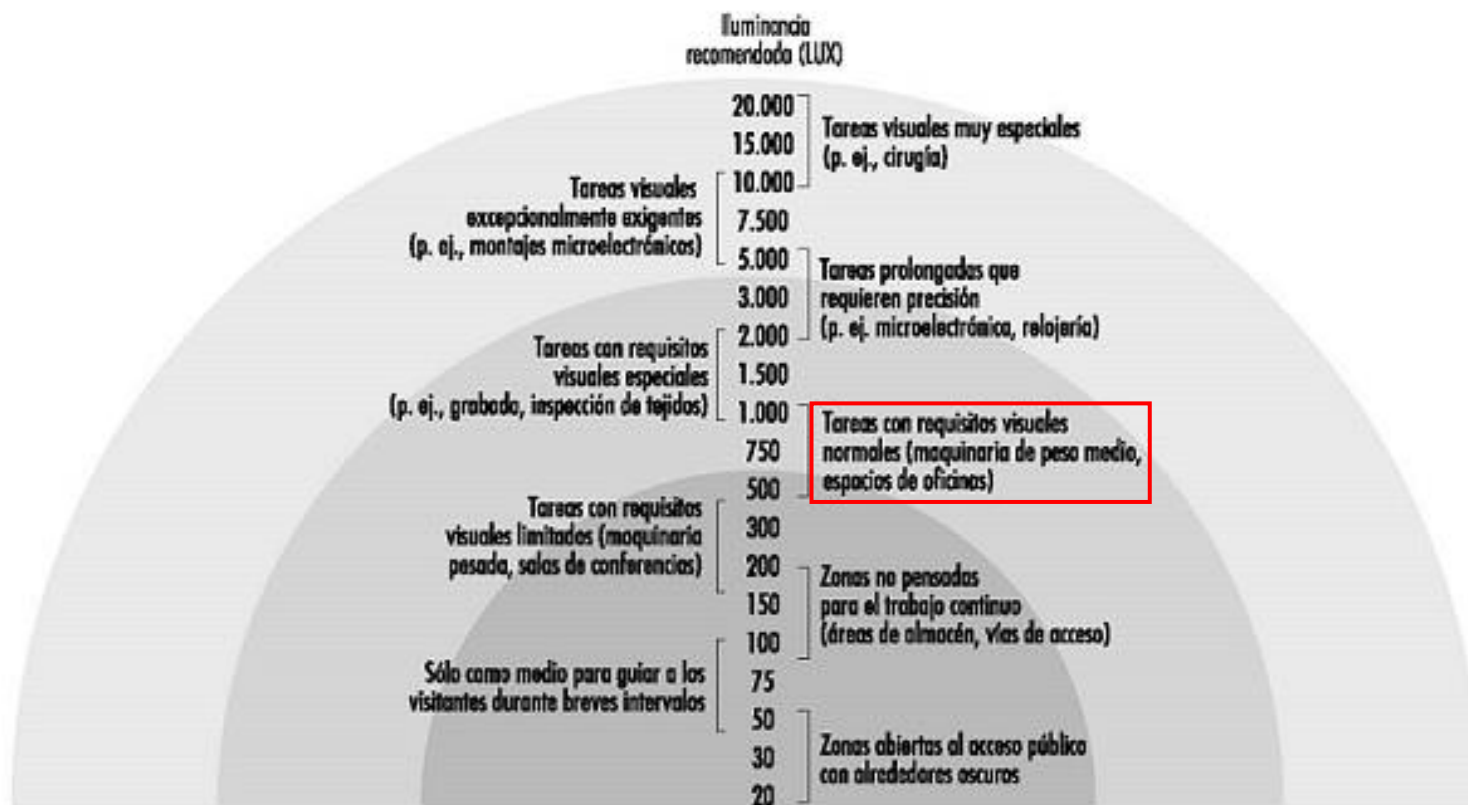 Iluminancia
recomendada (LUX)
20.000
15.000
10.000
7.500
5.000
3.000
2.000
1.500
1.000
750
500
300
200
150
100
75
50
30
20
Tareas visuales muy especiales
(p. ej., cirugía)
Tareas visuales
excepcionalmente exigentes
(p. ej., montajes microelectrónicos)
Tareas prolongadas que
requieren precisión
(p. ej. microelectrónica, relojería)
Tareas con requisitos
visuales especiales
(p. ej., grabado, inspección de tejidos)
Tareas con requisitos visuales
normales (maquinaria de peso medio,
espacios de oficinas)
Tareas con requisitos
visuales limitados (maquinaria
pesada, salas de conferencias)
Zonas no pensadas
para el trabajo continuo
(áreas de almacén, vías de acceso)
Sólo como medio para guiar a los
visitantes durante breves intervalos
Zonas abiertas al acceso público
con alrededores oscuros